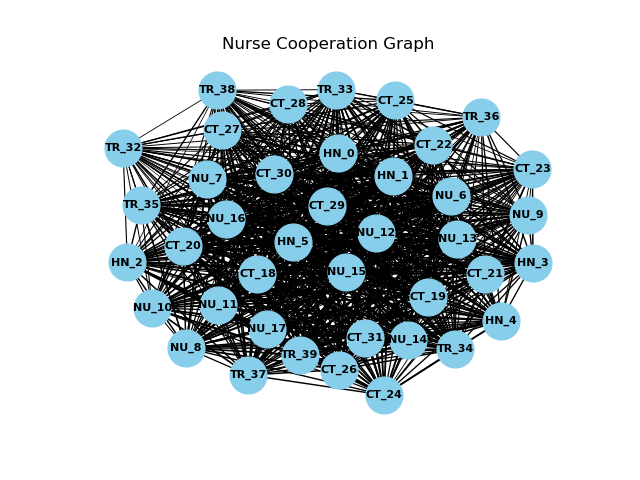 Nurse Cooperation Graph
TR_38
TR_33
CT_28
CT_25
TR_36
CT_27
CT_22
TR_32
HN_0
CT_23
CT_30
HN_1
NU_7
NU_6
TR_35
CT_29
NU_9
NU_16
NU_12
NU_13
CT_20
HN_5
HN_2
HN_3
CT_18
NU_15
CT_21
CT_19
NU_10
NU_11
HN_4
NU_17
CT_31
NU_14
NU_8
TR_34
TR_39
CT_26
TR_37
CT_24